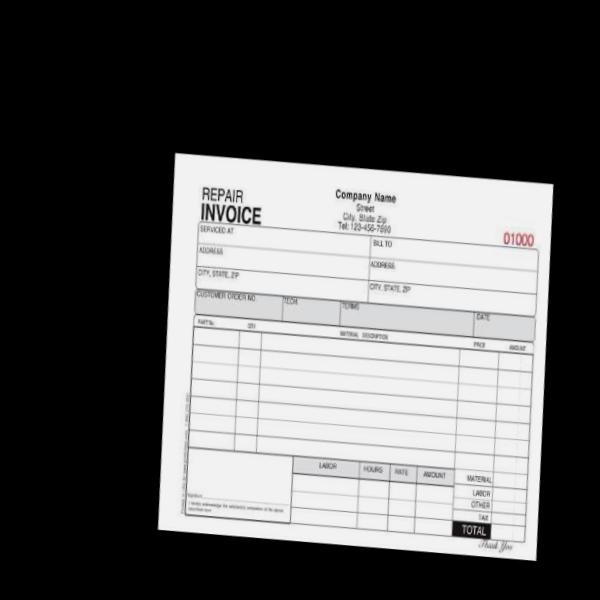 REPAIR
INVOICE
Company Name
Street
City, State Zip
Tel: 123-456-7890
01000
SERVICED AT
BILL TO
ADDRESS
ADDRESS
CITY, STATE, ZIP
CITY, STATE, ZIP
CUSTOMER ORDER NO. TECH. TERMS DATE
PART No. QTY MATERIAL DESCRIPTION PRICE AMOUNT
LABOR HOURS RATE AMOUNT
MATERIAL
LABOR
OTHER
TAX
TOTAL
Signature
I hereby acknowledge the satisfactory completion of the above
described work
Thank You